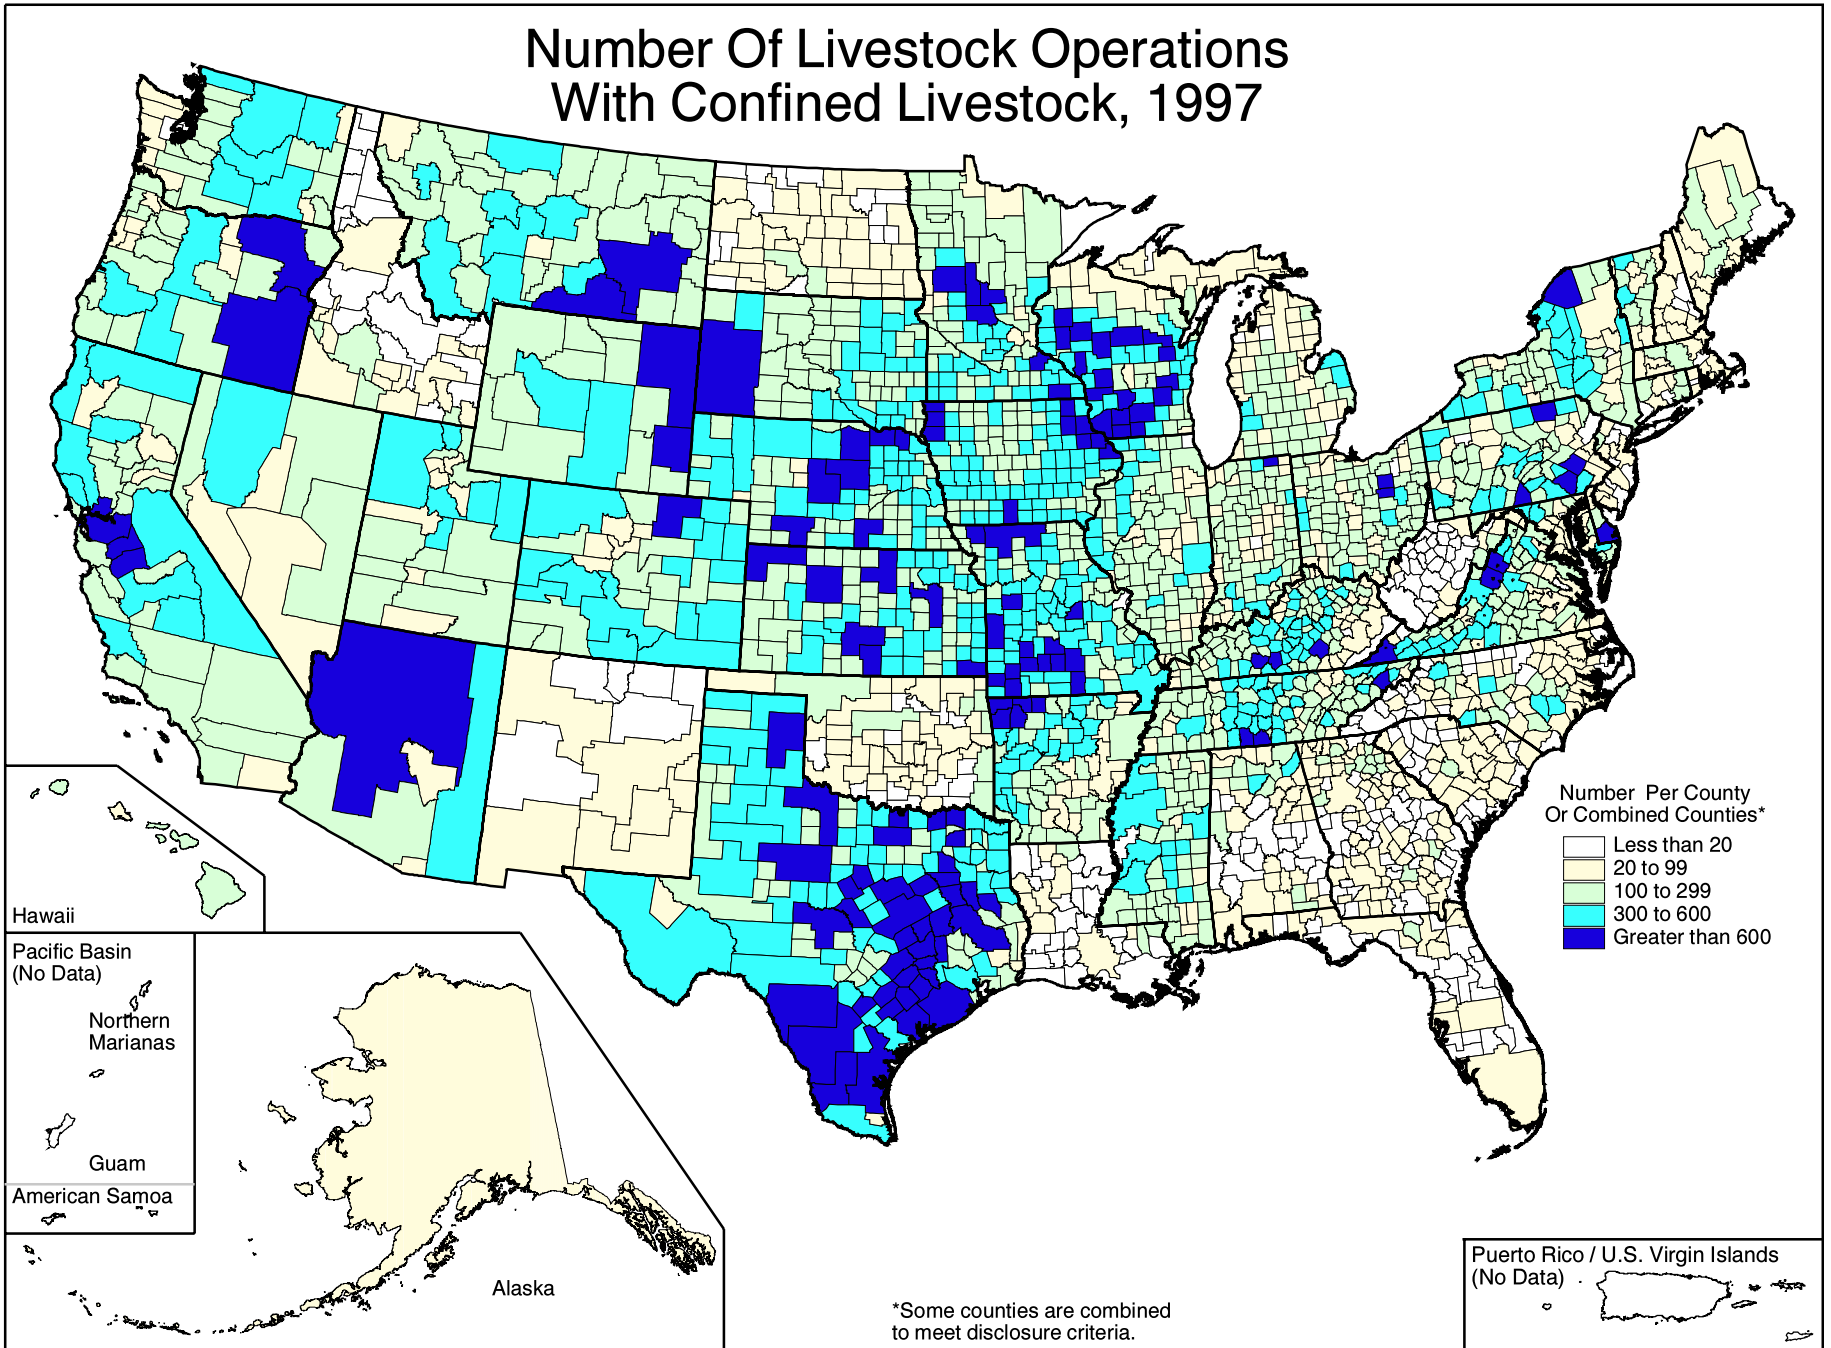 Number Of Livestock Operations
With Confined Livestock, 1997
Number Per County
Or Combined Counties*
Less than 20
20 to 99
100 to 299
300 to 600
Greater than 600
Hawaii
Pacific Basin
(No Data)
Northern
Marianas
Guam
American Samoa
Alaska
*Some counties are combined
to meet disclosure criteria.
Puerto Rico / U.S. Virgin Islands
(No Data)